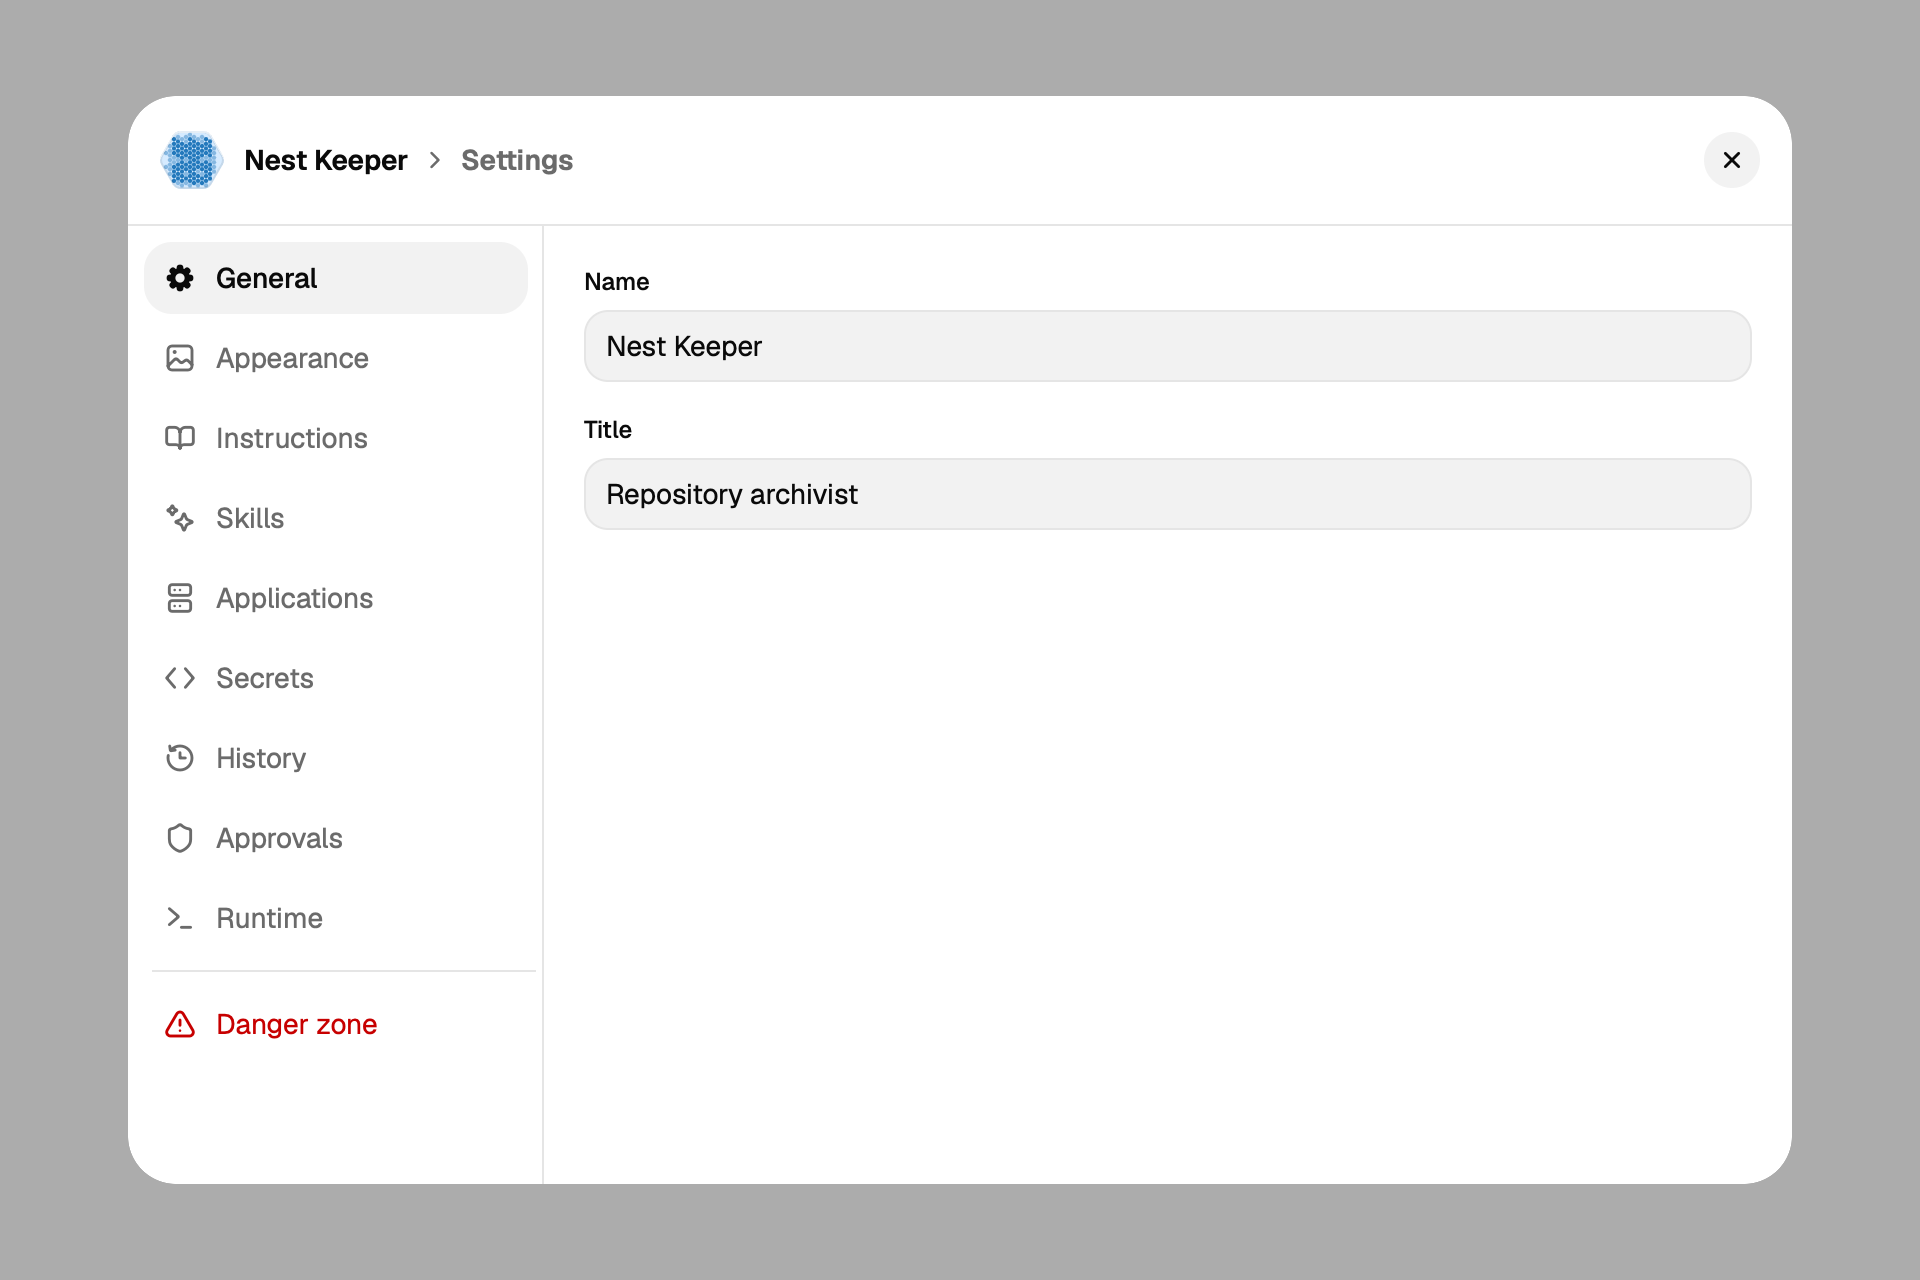 Nest Keeper > Settings
General
Appearance
Instructions
Skills
Applications
Secrets
History
Approvals
Runtime
Danger zone
Name
Nest Keeper
Title
Repository archivist